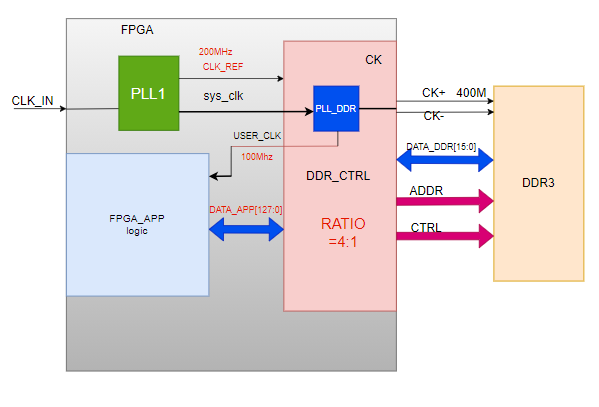 FPGA
200Mhz
CLK_REF
CK
CLK_IN
PLL1
sys_clk
PLL_DDR
CK+ 400M
CK-
USER_CLK
100Mhz
DATA_DDR[15:0]
DDR_CTRL
DDR3
ADDR
FPGA_APP
logic
DATA_APP[127:0]
RATIO
=4:1
CTRL